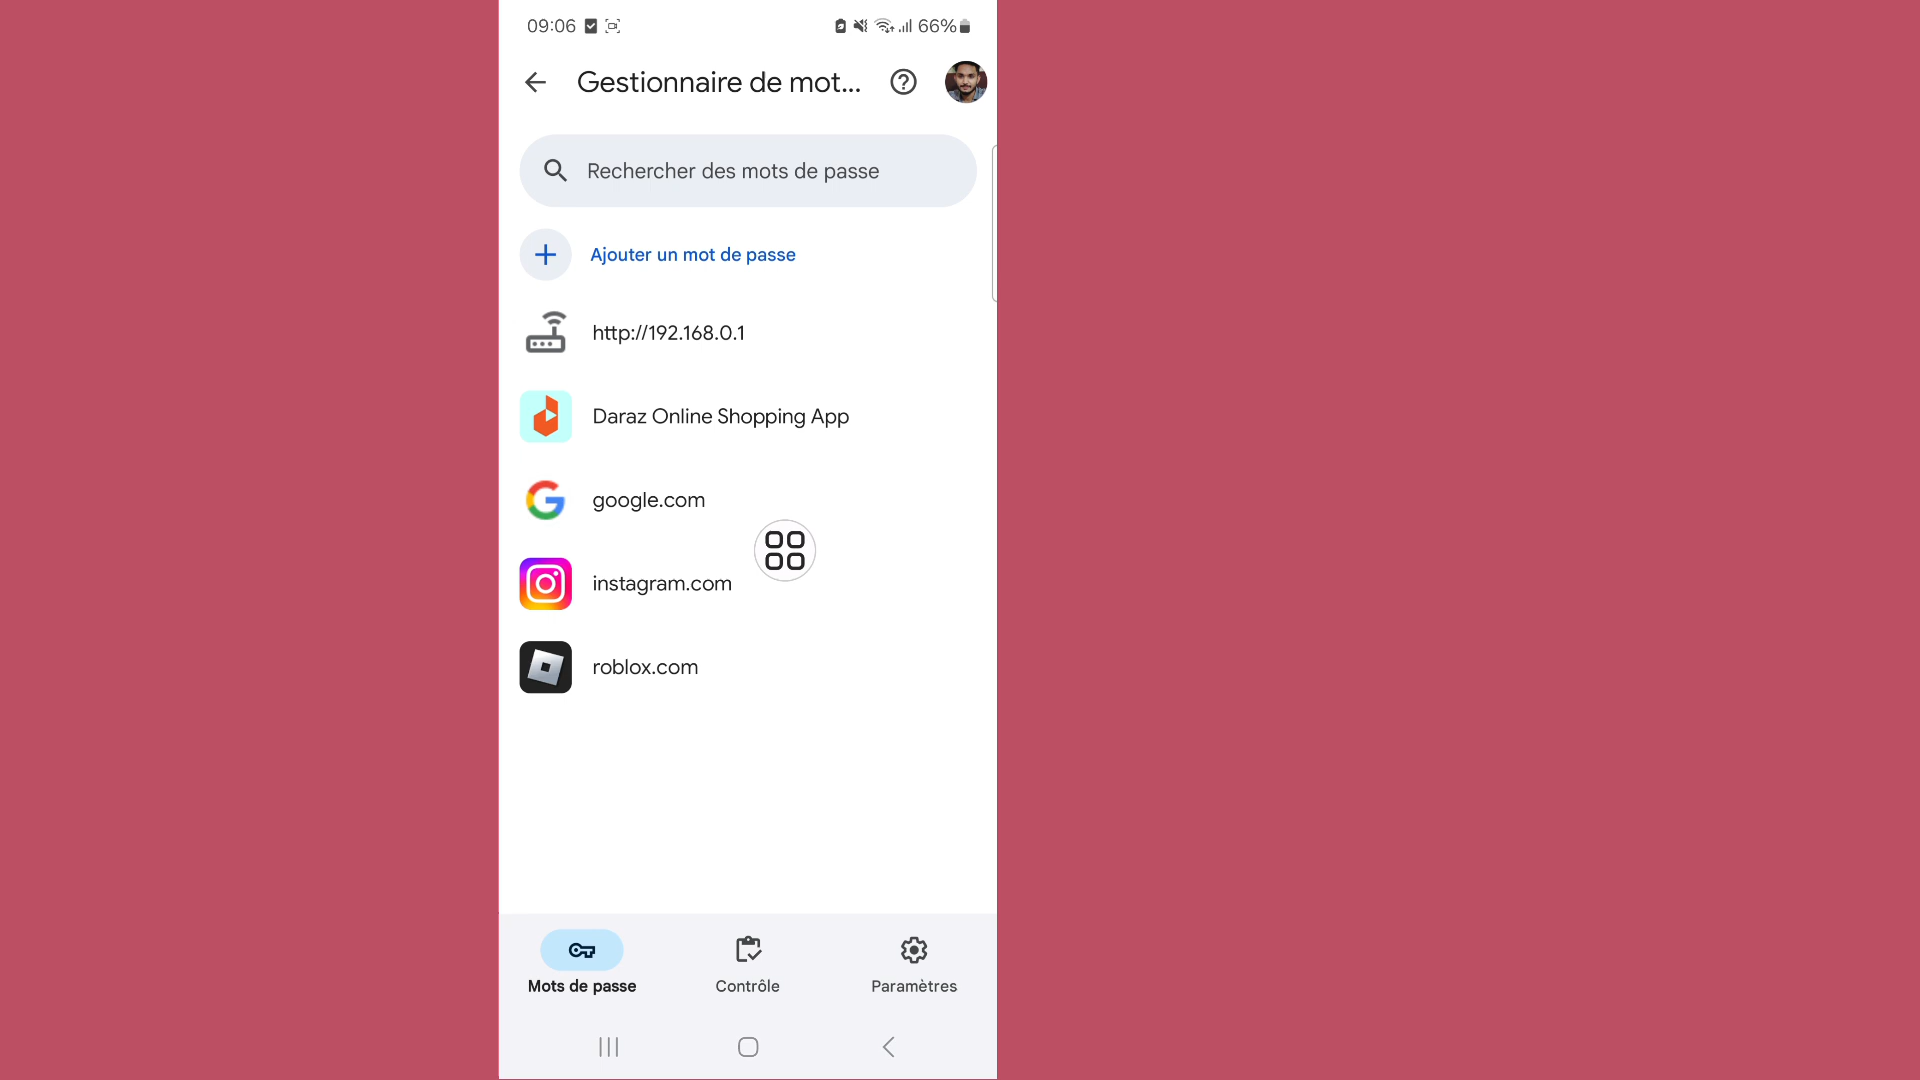 09:06
66%
Gestionnaire de mot...
Rechercher des mots de passe
Ajouter un mot de passe
http://192.168.0.1
Daraz Online Shopping App
google.com
instagram.com
roblox.com
Mots de passe
Contrôle
Paramètres